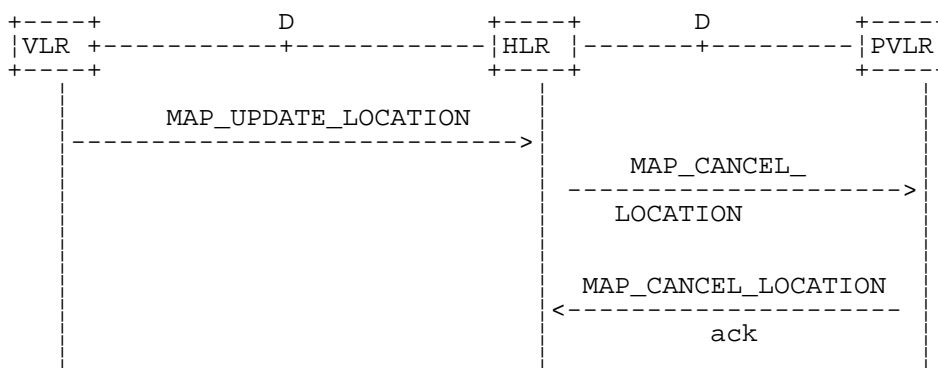 D D
VLR HLR PVLR
MAP_UPDATE_LOCATION
MAP_CANCEL_
LOCATION
MAP_CANCEL_LOCATION
ack